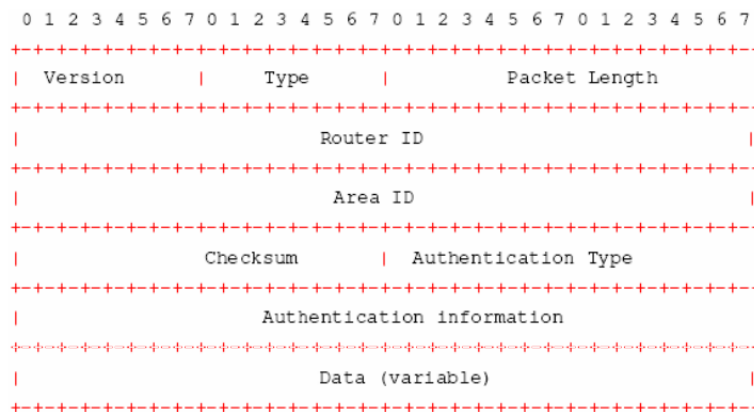 0 1 2 3 4 5 6 7 0 1 2 3 4 5 6 7 0 1 2 3 4 5 6 7 0 1 2 3 4 5 6 7
+-+-+-+-+-+-+-+-+-+-+-+-+-+-+-+-+-+-+-+-+-+-+-+-+-+-+-+-+-+-+-+-+
| Version | Type | Packet Length
+-+-+-+-+-+-+-+-+-+-+-+-+-+-+-+-+-+-+-+-+-+-+-+-+-+-+-+-+-+-+-+-+
| Router ID |
+-+-+-+-+-+-+-+-+-+-+-+-+-+-+-+-+-+-+-+-+-+-+-+-+-+-+-+-+-+-+-+-+
| Area ID |
+-+-+-+-+-+-+-+-+-+-+-+-+-+-+-+-+-+-+-+-+-+-+-+-+-+-+-+-+-+-+-+-+
| Checksum | Authentication Type
+-+-+-+-+-+-+-+-+-+-+-+-+-+-+-+-+-+-+-+-+-+-+-+-+-+-+-+-+-+-+-+-+
| Authentication information
+-+-+-+-+-+-+-+-+-+-+-+-+-+-+-+-+-+-+-+-+-+-+-+-+-+-+-+-+-+-+-+-+
| Data (variable) |
+-+-+-+-+-+-+-+-+-+-+-+-+-+-+-+-+-+-+-+-+-+-+-+-+-+-+-+-+-+-+-+-+